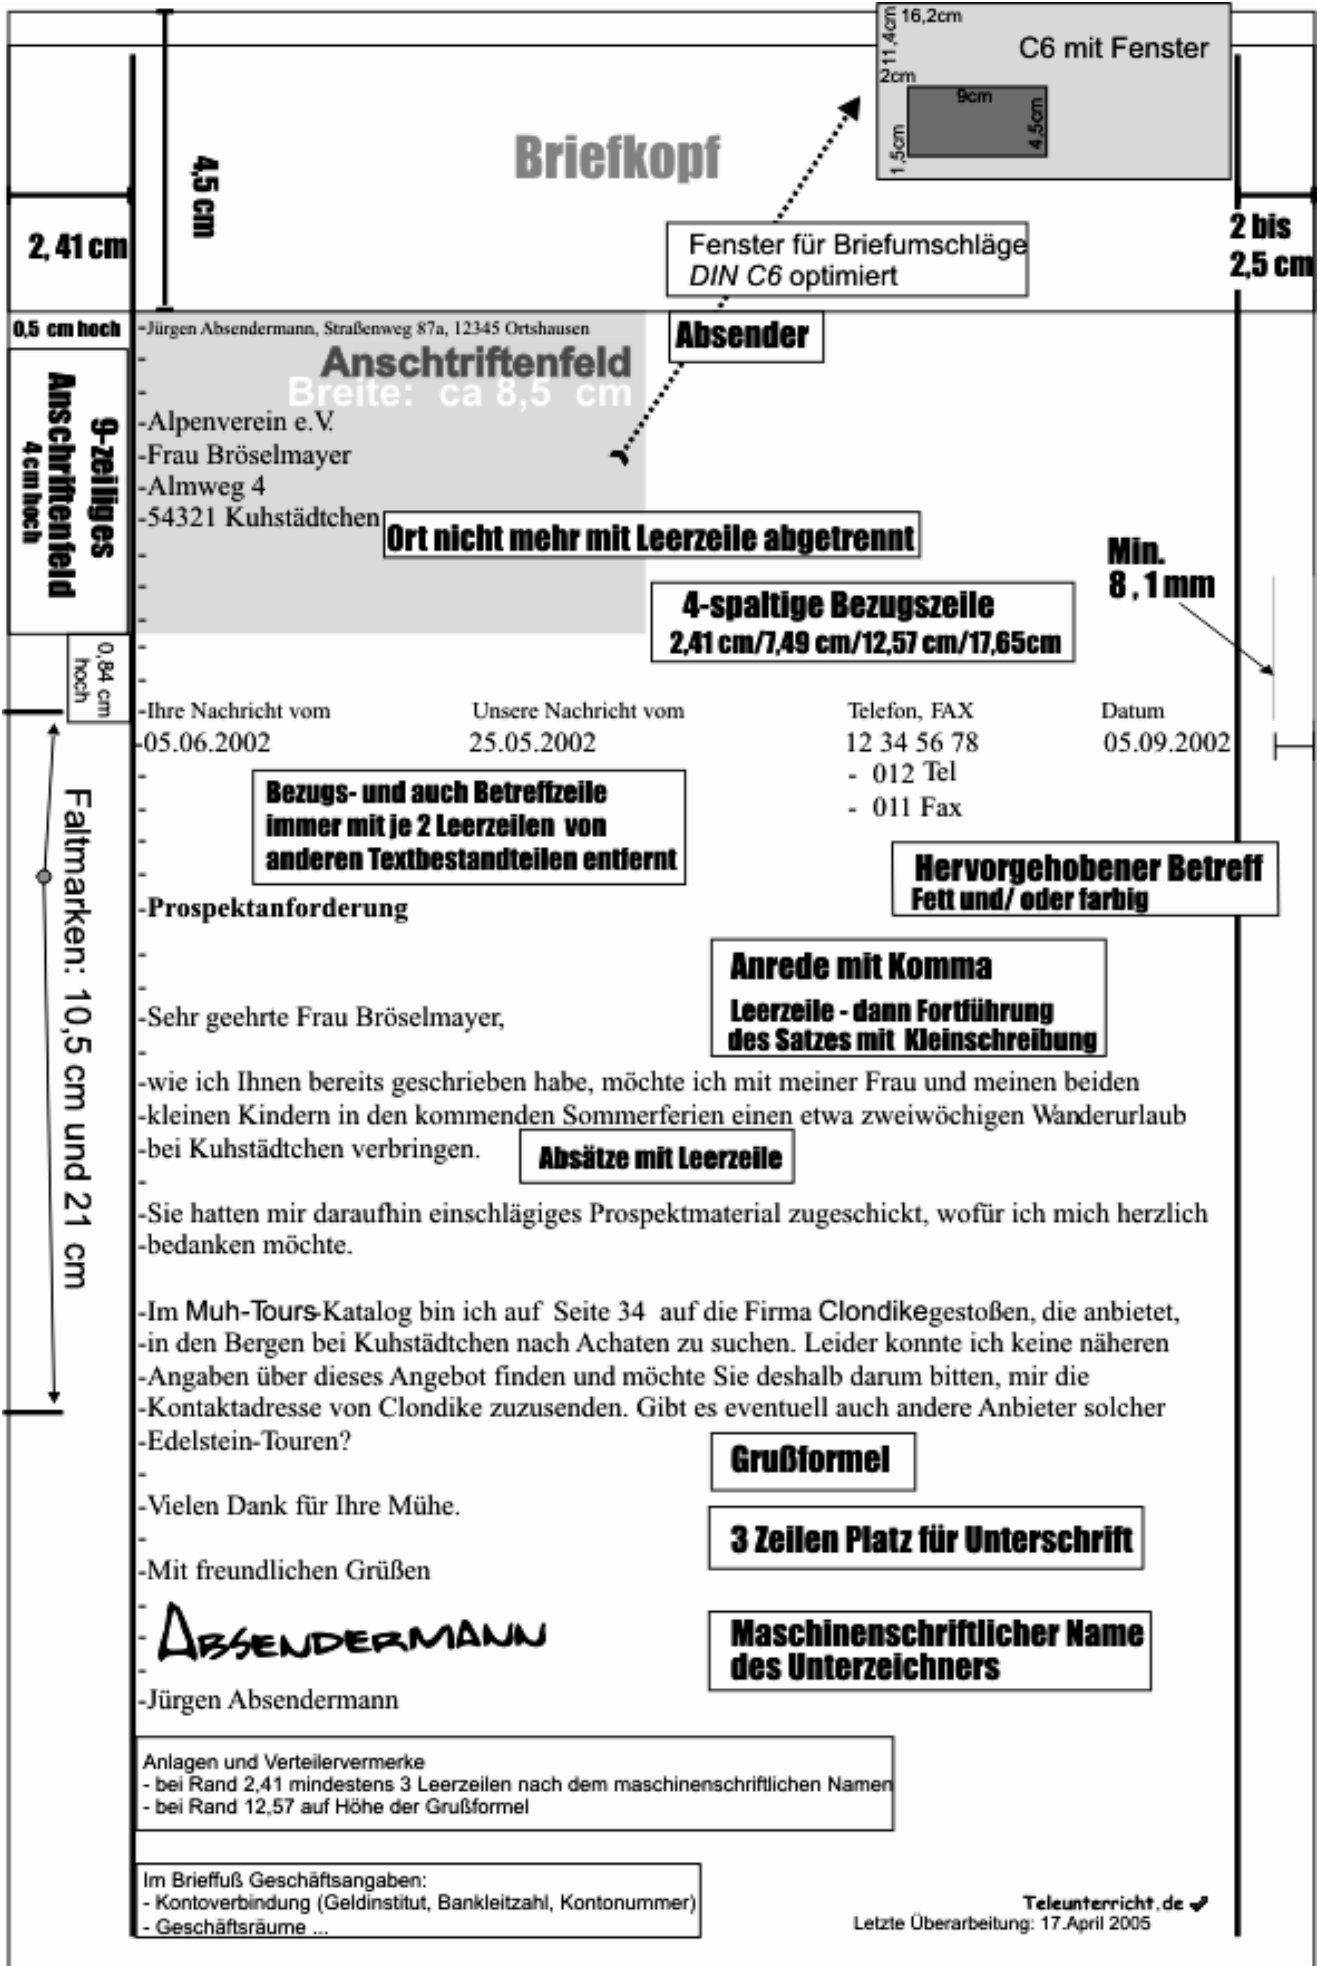 16,2cm
11,4cm
C6 mit Fenster
2cm
9cm
4,5cm
1,5cm
Briefkopf
4,5 cm
2, 41 cm
2 bis
2,5 cm
Fenster für Briefumschläge
DIN C6 optimiert
0,5 cm hoch
-Jürgen Absendermann, Straßenweg 87a, 12345 Ortshausen
Absender
-
Anschtriftenfeld
-
Breite: ca 8,5 cm
9-zeiliges
Anschriftenfeld
4 cm hoch
-Alpenverein e.V.
-Frau Bröselmayer
-Almweg 4
-54321 Kuhstädtchen
Ort nicht mehr mit Leerzeile abgetrennt
-
-
-
Min.
8 , 1 mm
4-spaltige Bezugszeile
2,41 cm/7,49 cm/12,57 cm/17,65cm
-
-
0,84 cm
hoch
-Ihre Nachricht vom Unsere Nachricht vom Telefon, FAX Datum
-05.06.2002 25.05.2002 12 34 56 78 05.09.2002
- - 012 Tel
- - 011 Fax
-
-
Bezugs- und auch Betreffzeile
immer mit je 2 Leerzeilen von
anderen Textbestandteilen entfernt
Hervorgehobener Betreff
Fett und/ oder farbig
Faltmarken: 10,5 cm und 21 cm
-Prospektanforderung
-
-
Anrede mit Komma
Leerzeile - dann Fortführung
des Satzes mit Kleinschreibung
-Sehr geehrte Frau Bröselmayer,
-
-wie ich Ihnen bereits geschrieben habe, möchte ich mit meiner Frau und meinen beiden
-kleinen Kindern in den kommenden Sommerferien einen etwa zweiwöchigen Wanderurlaub
-bei Kuhstädtchen verbringen.
Absätze mit Leerzeile
-
-Sie hatten mir daraufhin einschlägiges Prospektmaterial zugeschickt, wofür ich mich herzlich
-bedanken möchte.
-Im Muh-Tours-Katalog bin ich auf Seite 34 auf die Firma Clondikegestoßen, die anbietet,
-in den Bergen bei Kuhstädtchen nach Achaten zu suchen. Leider konnte ich keine näheren
-Angaben über dieses Angebot finden und möchte Sie deshalb darum bitten, mir die
-Kontaktadresse von Clondike zuzusenden. Gibt es eventuell auch andere Anbieter solcher
-Edelstein-Touren?
Grußformel
-
-Vielen Dank für Ihre Mühe.
-
3 Zeilen Platz für Unterschrift
-Mit freundlichen Grüßen
-
-
-
ABSENDERMANN
Maschinenschriftlicher Name
des Unterzeichners
-Jürgen Absendermann
Anlagen und Verteilervermerke
- bei Rand 2,41 mindestens 3 Leerzeilen nach dem maschinenschriftlichen Namen
- bei Rand 12,57 auf Höhe der Grußformel
Im Brieffuß Geschäftsangaben:
- Kontoverbindung (Geldinstitut, Bankleitzahl, Kontonummer)
- Geschäftsräume ...
Teleunterricht.de
Letzte Überarbeitung: 17.April 2005